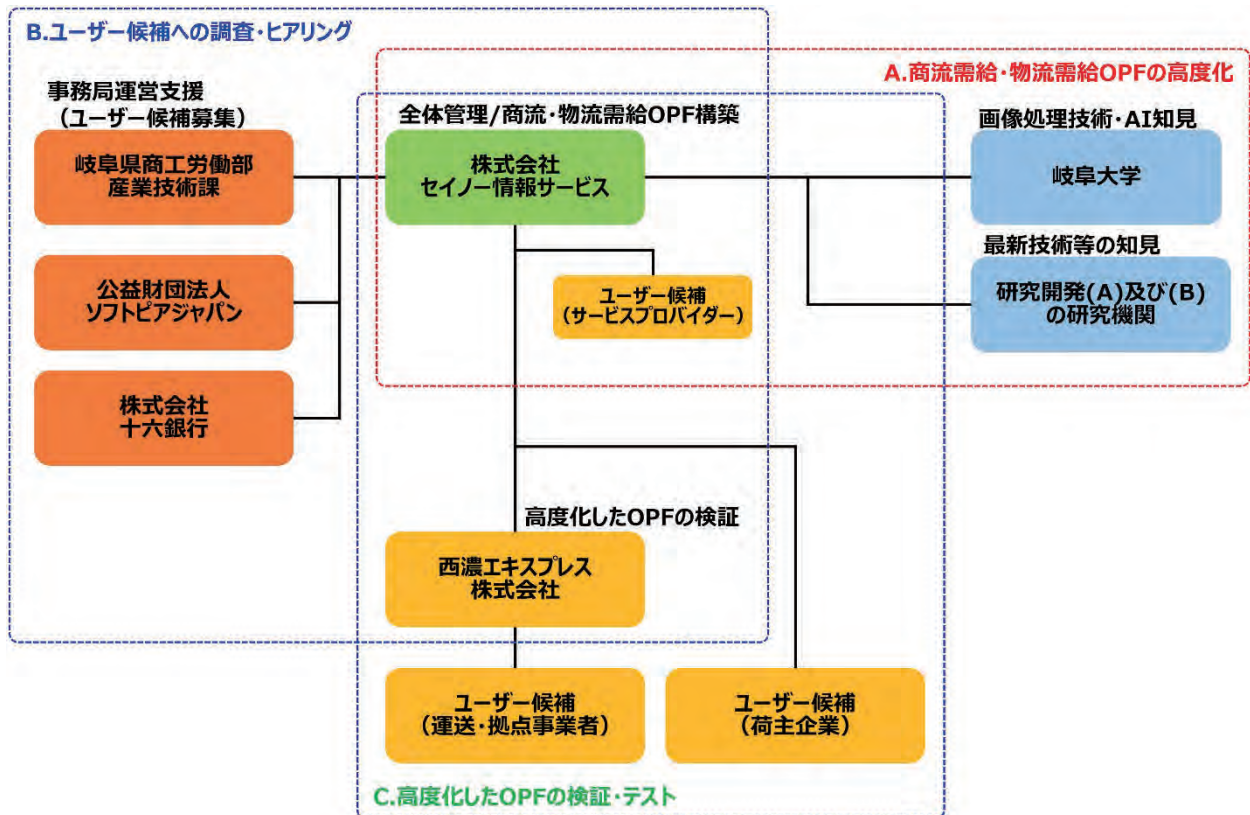 B.ユーザー候補への調査・ヒアリング
A.商流需給・物流需給OPFの高度化
事務局運営支援
（ユーザー候補募集）
岐阜県商工労働部
産業技術課
公益財団法人
ソフトピアジャパン
株式会社
十六銀行
全体管理/商流・物流需給OPF構築
株式会社
セイノー情報サービス
ユーザー候補
（サービスプロバイダー）
画像処理技術・AI知見
岐阜大学
最新技術等の知見
研究開発(A)及び(B)
の研究機関
高度化したOPFの検証
西濃エキスプレス
株式会社
ユーザー候補
（運送・拠点事業者）
ユーザー候補
（荷主企業）
C.高度化したOPFの検証・テスト